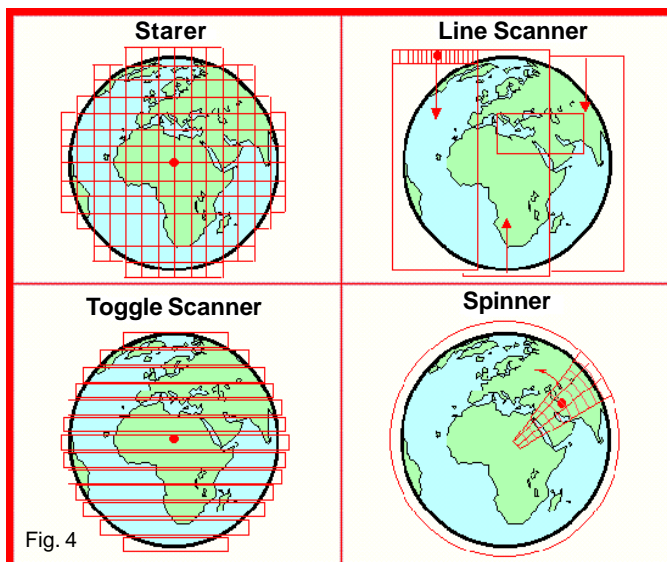 Starer
Line Scanner
Toggle Scanner
Spinner
Fig. 4